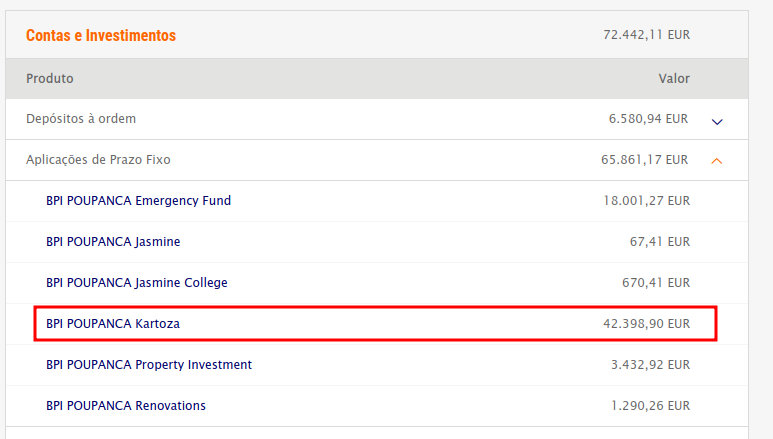 Contas e Investimentos 72.442,11 EUR
Produto Valor
Depósitos à ordem 6.580,94 EUR
Aplicações de Prazo Fixo 65.861,17 EUR
BPI POUPANCA Emergency Fund 18.001,27 EUR
BPI POUPANCA Jasmine 67,41 EUR
BPI POUPANCA Jasmine College 670,41 EUR
BPI POUPANCA Kartoza 42.398,90 EUR
BPI POUPANCA Property Investment 3.432,92 EUR
BPI POUPANCA Renovations 1.290,26 EUR